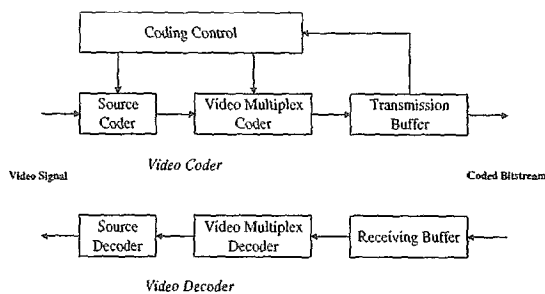 Coding Control
Source
Coder
Video Multiplex
Coder
Transmission
Buffer
Video Coder
Video Signal
Coded Bitstream
Source
Decoder
Video Multiplex
Decoder
Receiving Buffer
Video Decoder